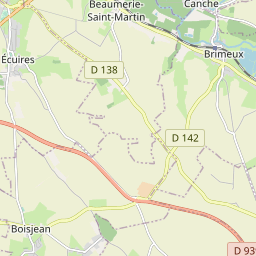 Beaumerie-
Saint-Martin
Canche
Écuires
Brimeux
D 138
D 142
Boisjean
D 93